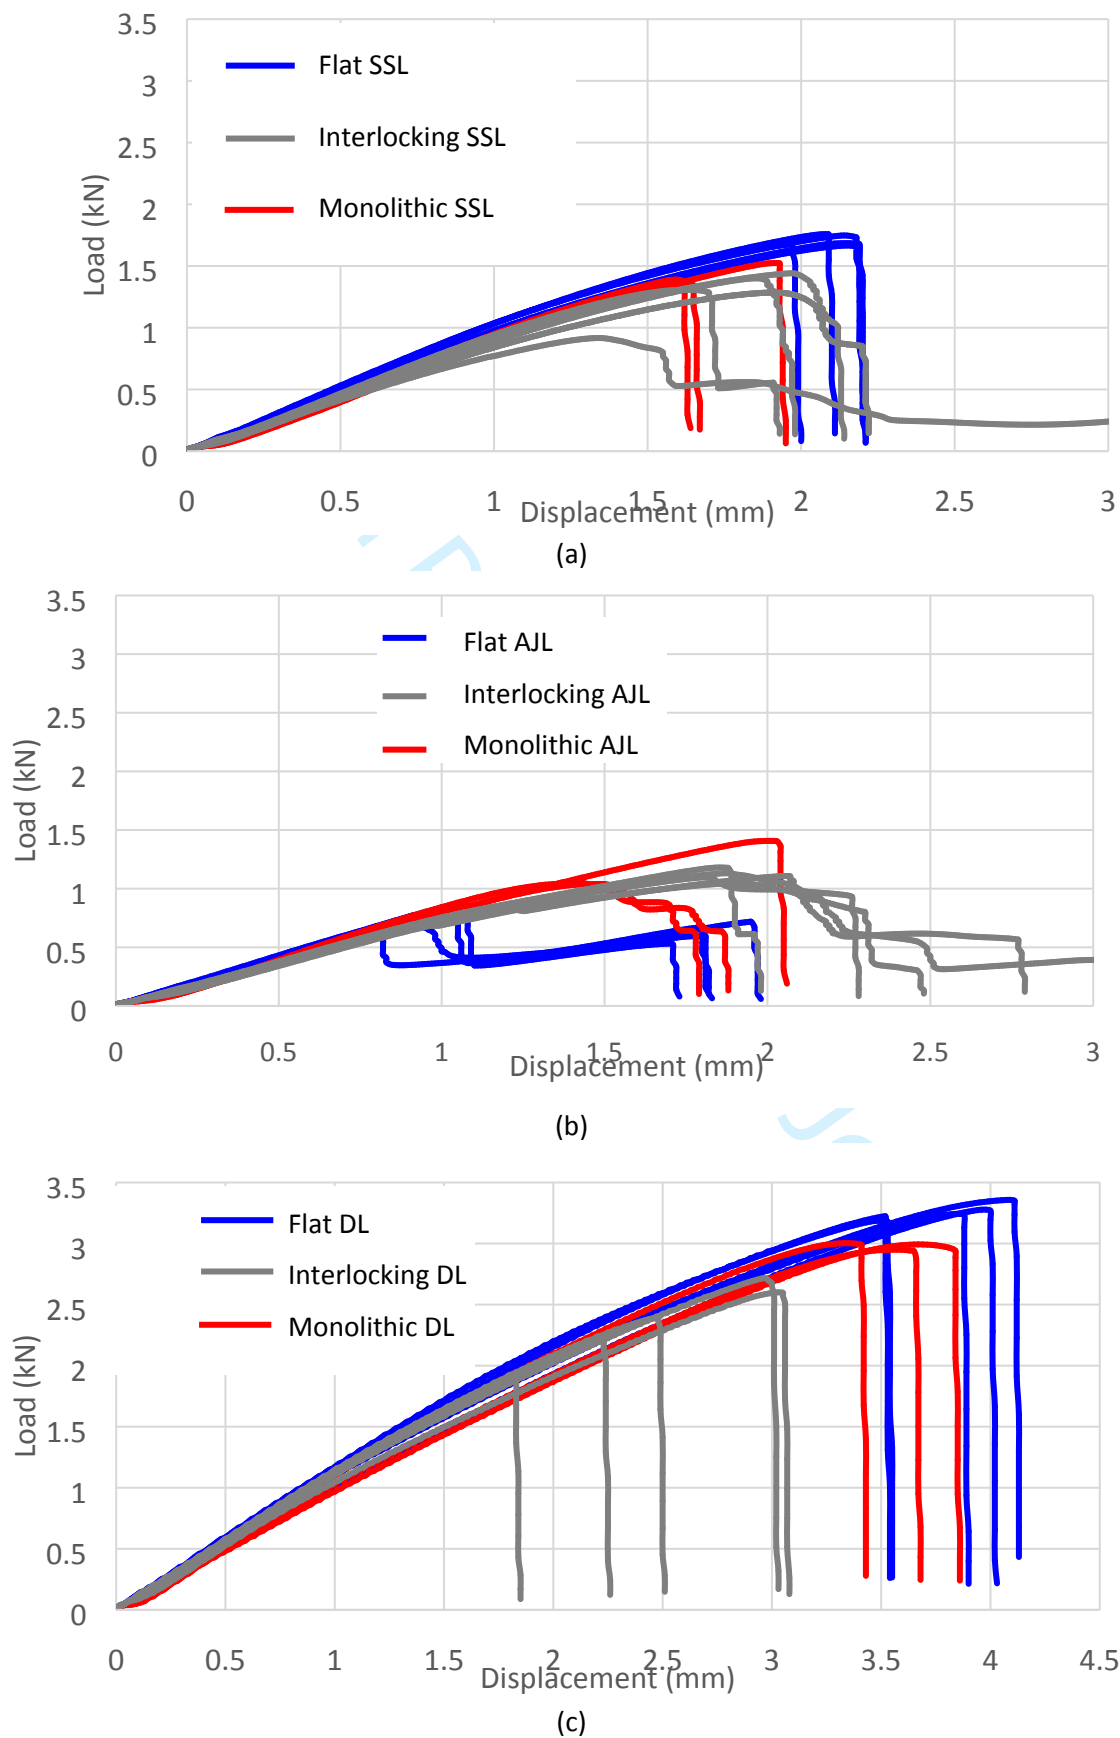 3.5
3
2.5
2
1.5
1
0.5
0
Load (kN)
Flat SSL
Interlocking SSL
Monolithic SSL
0 0.5 1 1.5 2 2.5 3
Displacement (mm)
(a)
3.5
3
2.5
2
1.5
1
0.5
0
Load (kN)
Flat AJL
Interlocking AJL
Monolithic AJL
0 0.5 1 1.5 2 2.5 3
Displacement (mm)
(b)
3.5
3
2.5
2
1.5
1
0.5
0
Load (kN)
Flat DL
Interlocking DL
Monolithic DL
0 0.5 1 1.5 2 2.5 3 3.5 4 4.5
Displacement (mm)
(c)